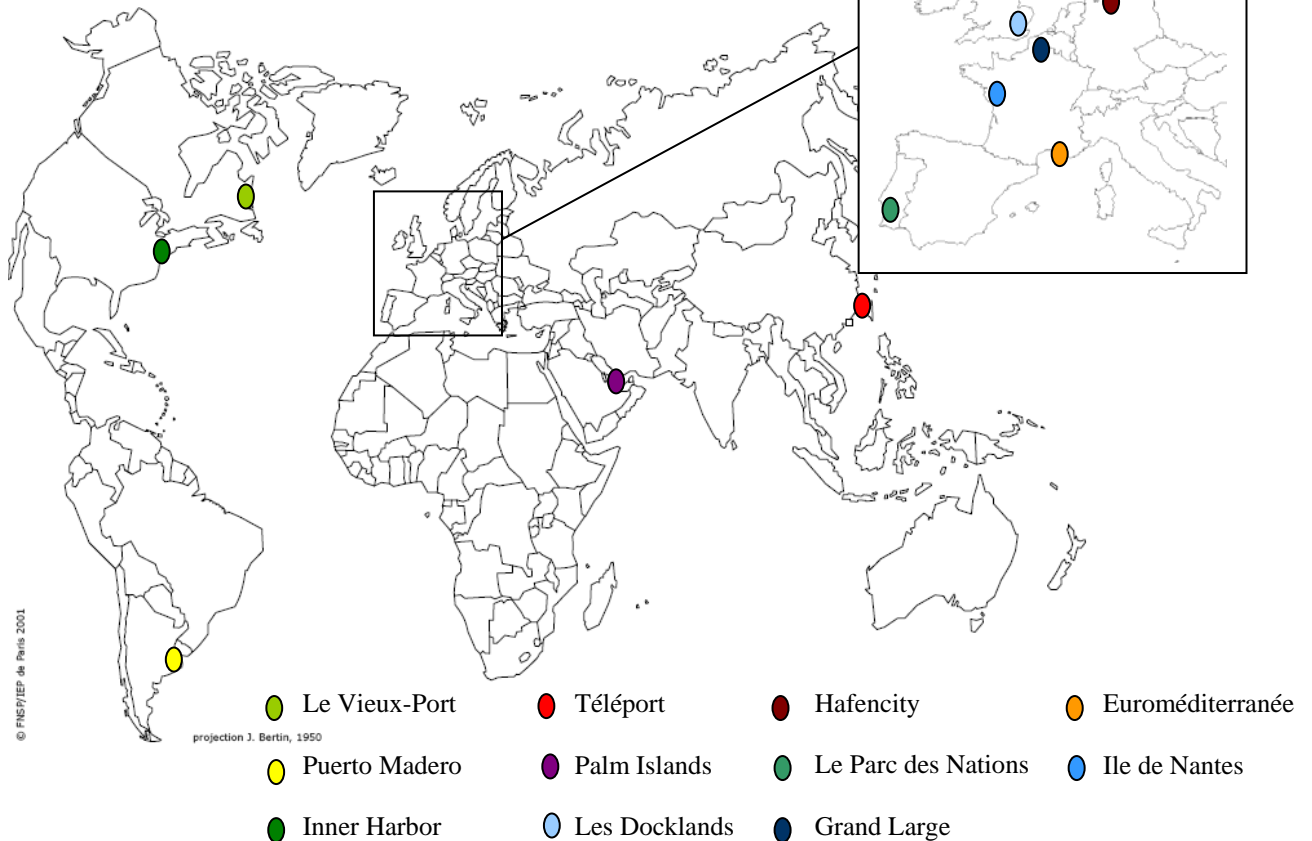 © FNSP/IEP de Paris 2001
projection J. Bertin, 1950
Le Vieux-Port
Téléport
Hafencity
Euroméditerranée
Puerto Madero
Palm Islands
Le Parc des Nations
Ile de Nantes
Inner Harbor
Les Docklands
Grand Large